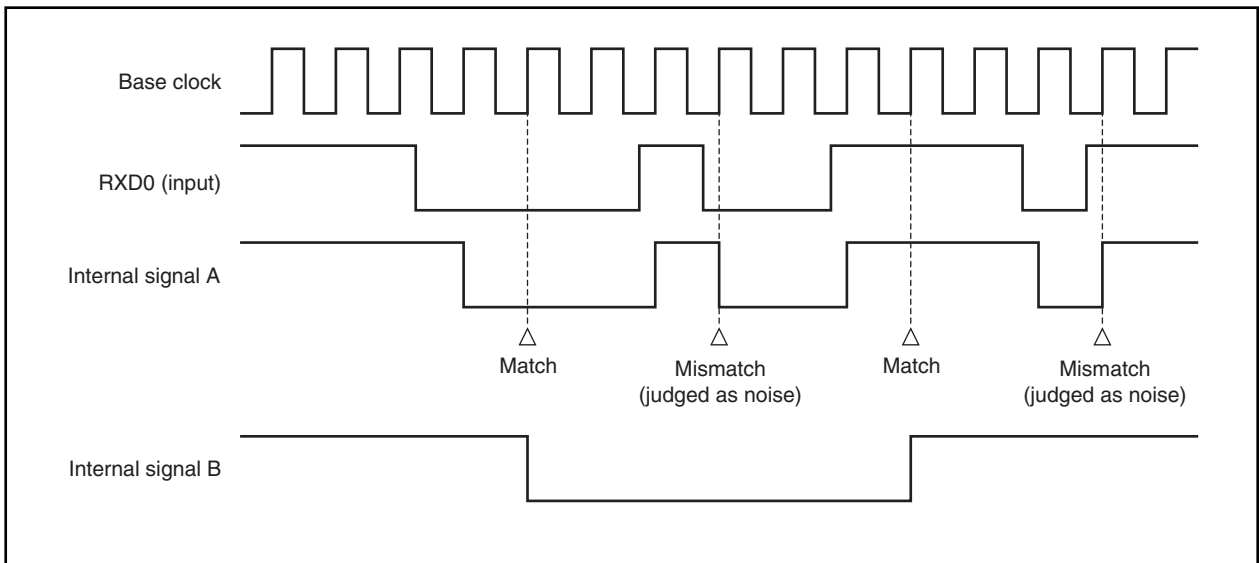 Base clock
RXD0 (input)
Internal signal A
Match
Mismatch
(judged as noise)
Match
Mismatch
(judged as noise)
Internal signal B